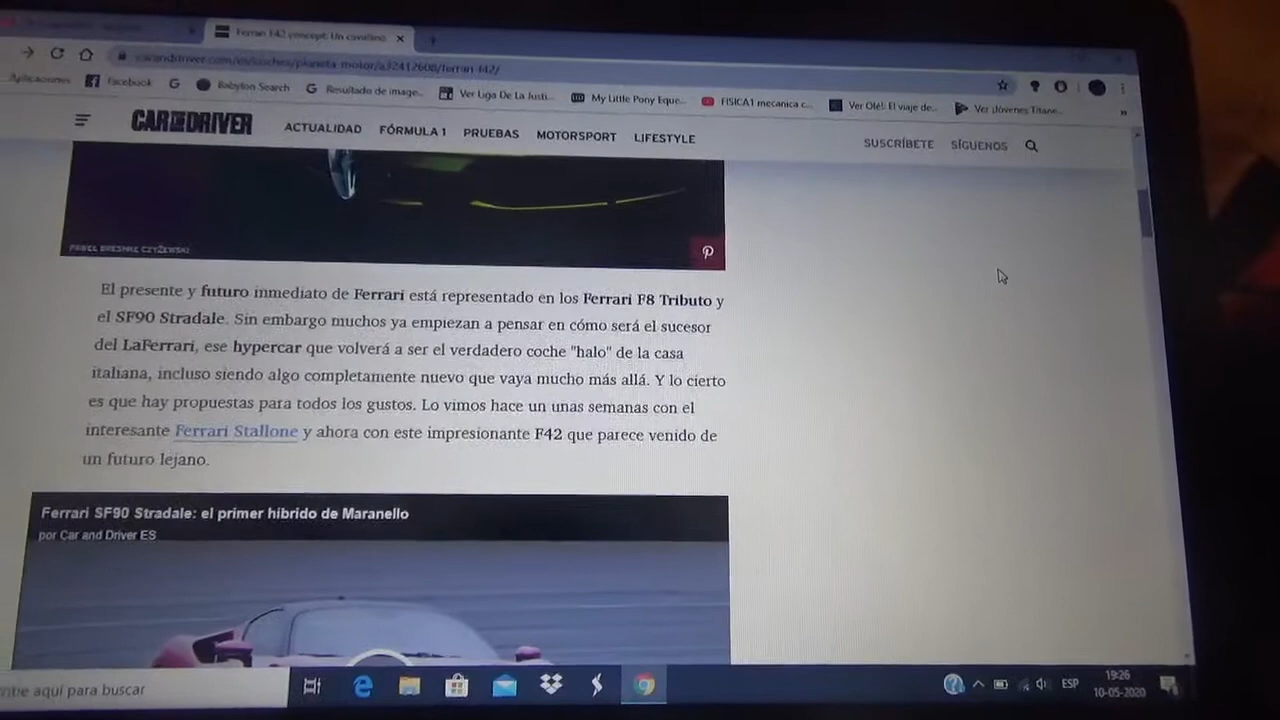 Ferrari F42 concept: Un cavallino
caranddriver.com/es/coches/planeta-motor/a32412608/ferrari-f42/
Aplicaciones Facebook Babylon Search Resultado de image... Ver Liga De La Justi... My Little Pony Eque... FISICA1 mecanica c... Ver Olé!: El viaje de... Ver ¡Jóvenes Titane... »
CAR AND DRIVER ACTUALIDAD FÓRMULA 1 PRUEBAS MOTORSPORT LIFESTYLE SUSCRÍBETE SÍGUENOS
El presente y futuro inmediato de Ferrari está representado en los Ferrari F8 Tributo y
el SF90 Stradale. Sin embargo muchos ya empiezan a pensar en cómo será el sucesor
del LaFerrari, ese hypercar que volverá a ser el verdadero coche "halo" de la casa
italiana, incluso siendo algo completamente nuevo que vaya mucho más allá. Y lo cierto
es que hay propuestas para todos los gustos. Lo vimos hace un unas semanas con el
interesante Ferrari Stallone y ahora con este impresionante F42 que parece venido de
un futuro lejano.
Ferrari SF90 Stradale: el primer híbrido de Maranello
por Car and Driver ES
aquí para buscar
ESP
19:26
10-05-2020